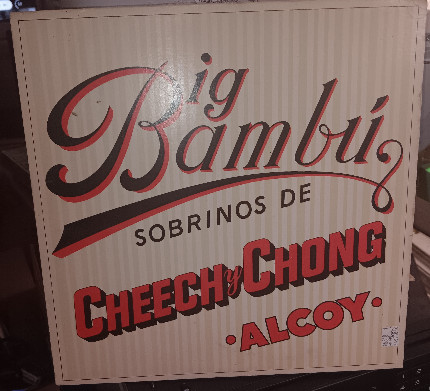 Big
Bambú
SOBRINOS DE
CHEECH y CHONG
•ALCOY•